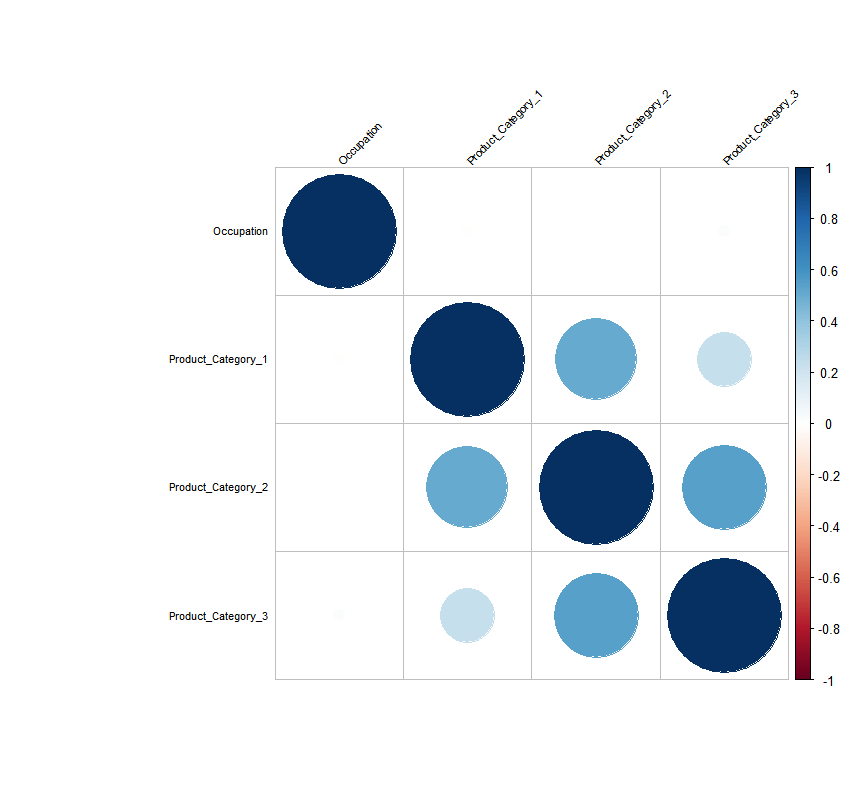 Occupation
Product_Category_1
Product_Category_2
Product_Category_3
Occupation
Product_Category_1
Product_Category_2
Product_Category_3
1
0.8
0.6
0.4
0.2
0
-0.2
-0.4
-0.6
-0.8
-1